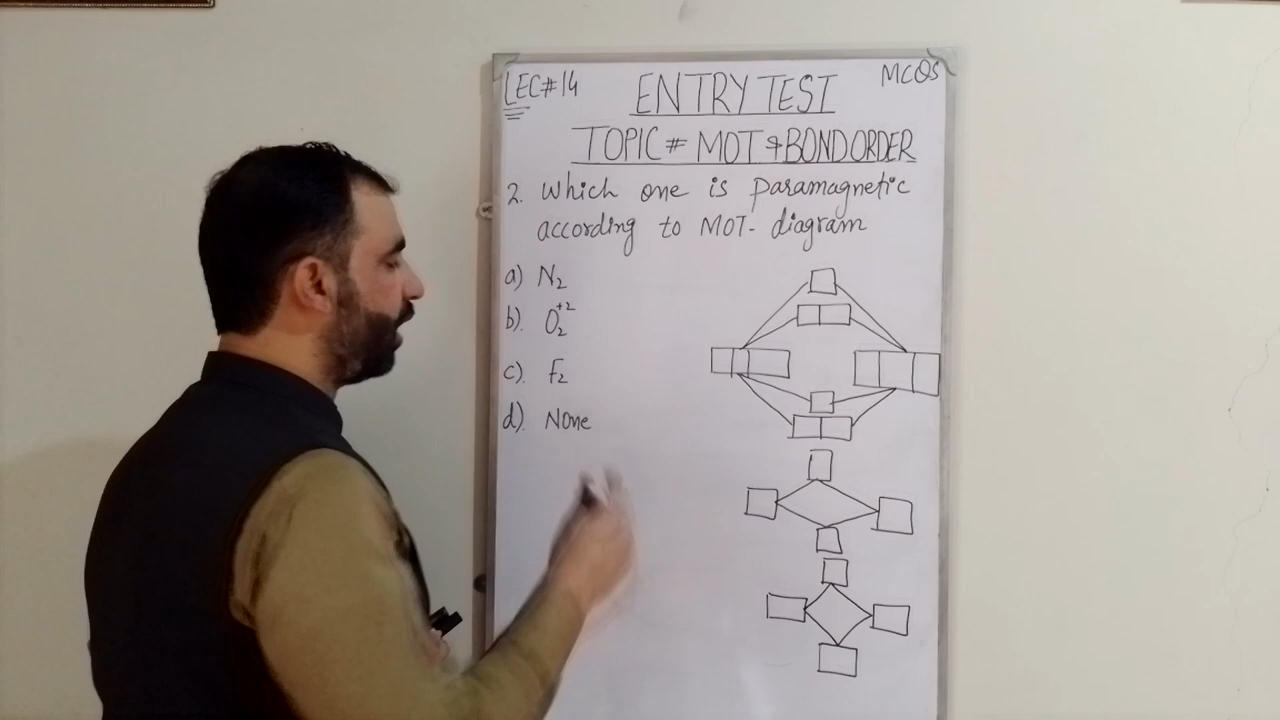 LEC#14 ENTRY TEST MCQS
TOPIC # MOT & BOND ORDER
2. Which one is paramagnetic
according to MOT- diagram
a) N₂
b). O₂⁺²
c). F₂
d). None